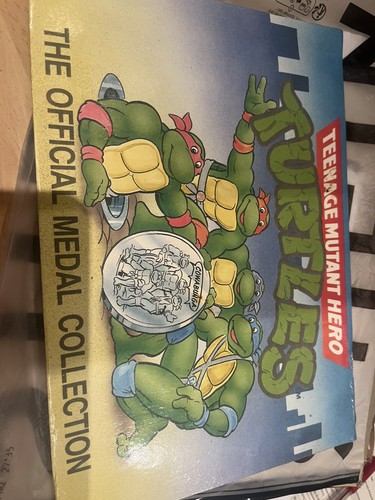 TEENAGE MUTANT HERO
TURTLES
COWABUNGA
THE OFFICIAL MEDAL COLLECTION